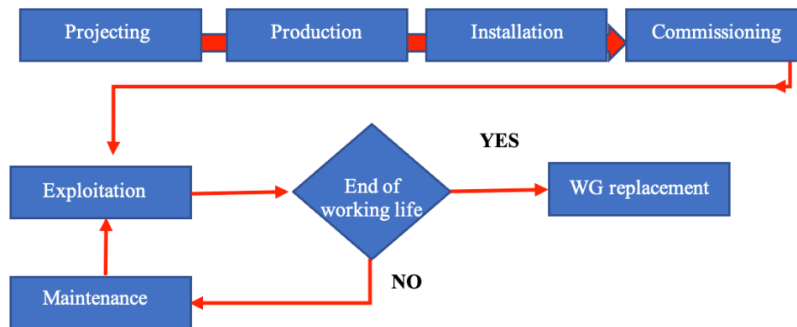 Projecting
Production
Installation
Commissioning
YES
Exploitation
End of
working life
WG replacement
NO
Maintenance